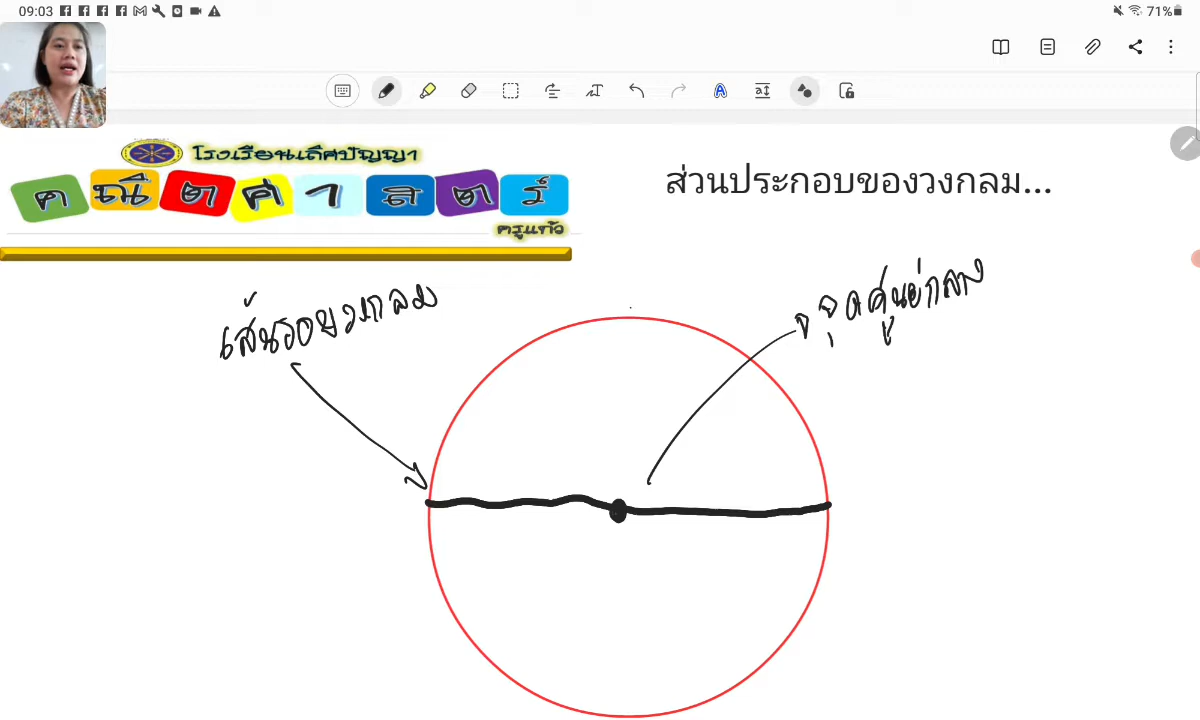 09:03
71%
โรงเรียนเลิศปัญญา
คณิตศาสตร์
ครูแก้ว
ส่วนประกอบของวงกลม...
เส้นรอบวงกลม
จุดศูนย์กลาง